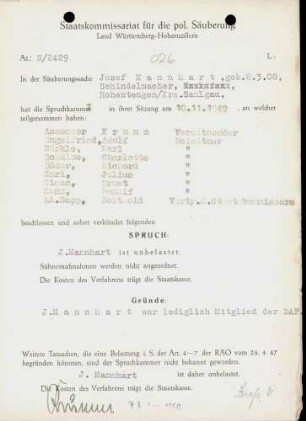 Staatskommissariat für die pol. Säuberung
Land Württemberg-Hohenzollern
Az: R/2429
026
L.
In der Säuberungssache: Josef Mannhart, geb. 8.3.08,
Schindelmacher,
Hohentengen/Krs. Saulgau,
hat die Spruchkammer in ihrer Sitzung am 10.11.1949, an welcher
teilgenommen haben:
Assessor Kramm Vorsitzender
Engelfried, Adolf Beisitzer
Karl "
Charlotte "
Richard "
Julius "
Ernst "
"
Berthold Vertr. d. Staatskommissars
beschlossen und sofort verkündet folgenden
SPRUCH:
J. Mannhart ist unbelastet.
Sühnemaßnahmen werden nicht angeordnet.
Die Kosten des Verfahrens trägt die Staatskasse.
Gründe:
J. Mannhart war lediglich Mitglied der DAF.
Weitere Tatsachen, die eine Belastung i. S. der Art. 4—7 der RAO vom 25. 4. 47
begründen können, sind der Spruchkammer nicht bekannt geworden.
J. Mannhart ist daher unbelastet.
Die Kosten des Verfahrens trägt die Staatskasse.